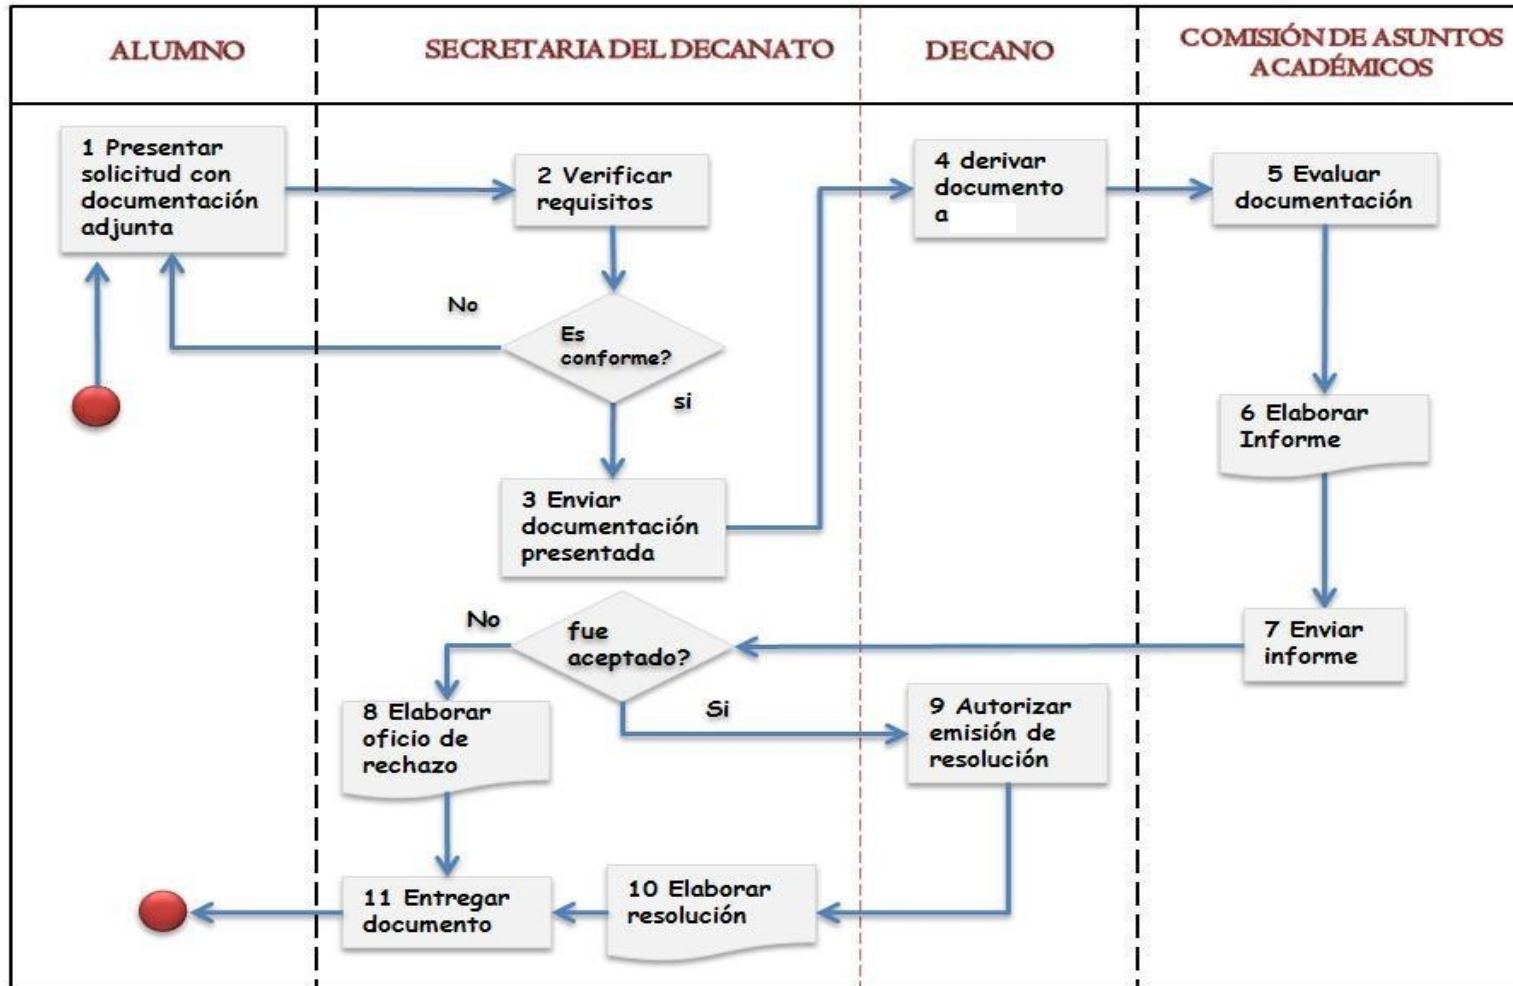 ALUMNO
SECRETARIA DEL DECANATO
DECANO
COMISIÓN DE ASUNTOS
ACADÉMICOS
1 Presentar
solicitud con
documentación
adjunta
2 Verificar
requisitos
4 derivar
documento
a
5 Evaluar
documentación
No
Es
conforme?
si
6 Elaborar
Informe
3 Enviar
documentación
presentada
No
fue
aceptado?
Si
7 Enviar
informe
8 Elaborar
oficio de
rechazo
9 Autorizar
emisión de
resolución
10 Elaborar
resolución
11 Entregar
documento